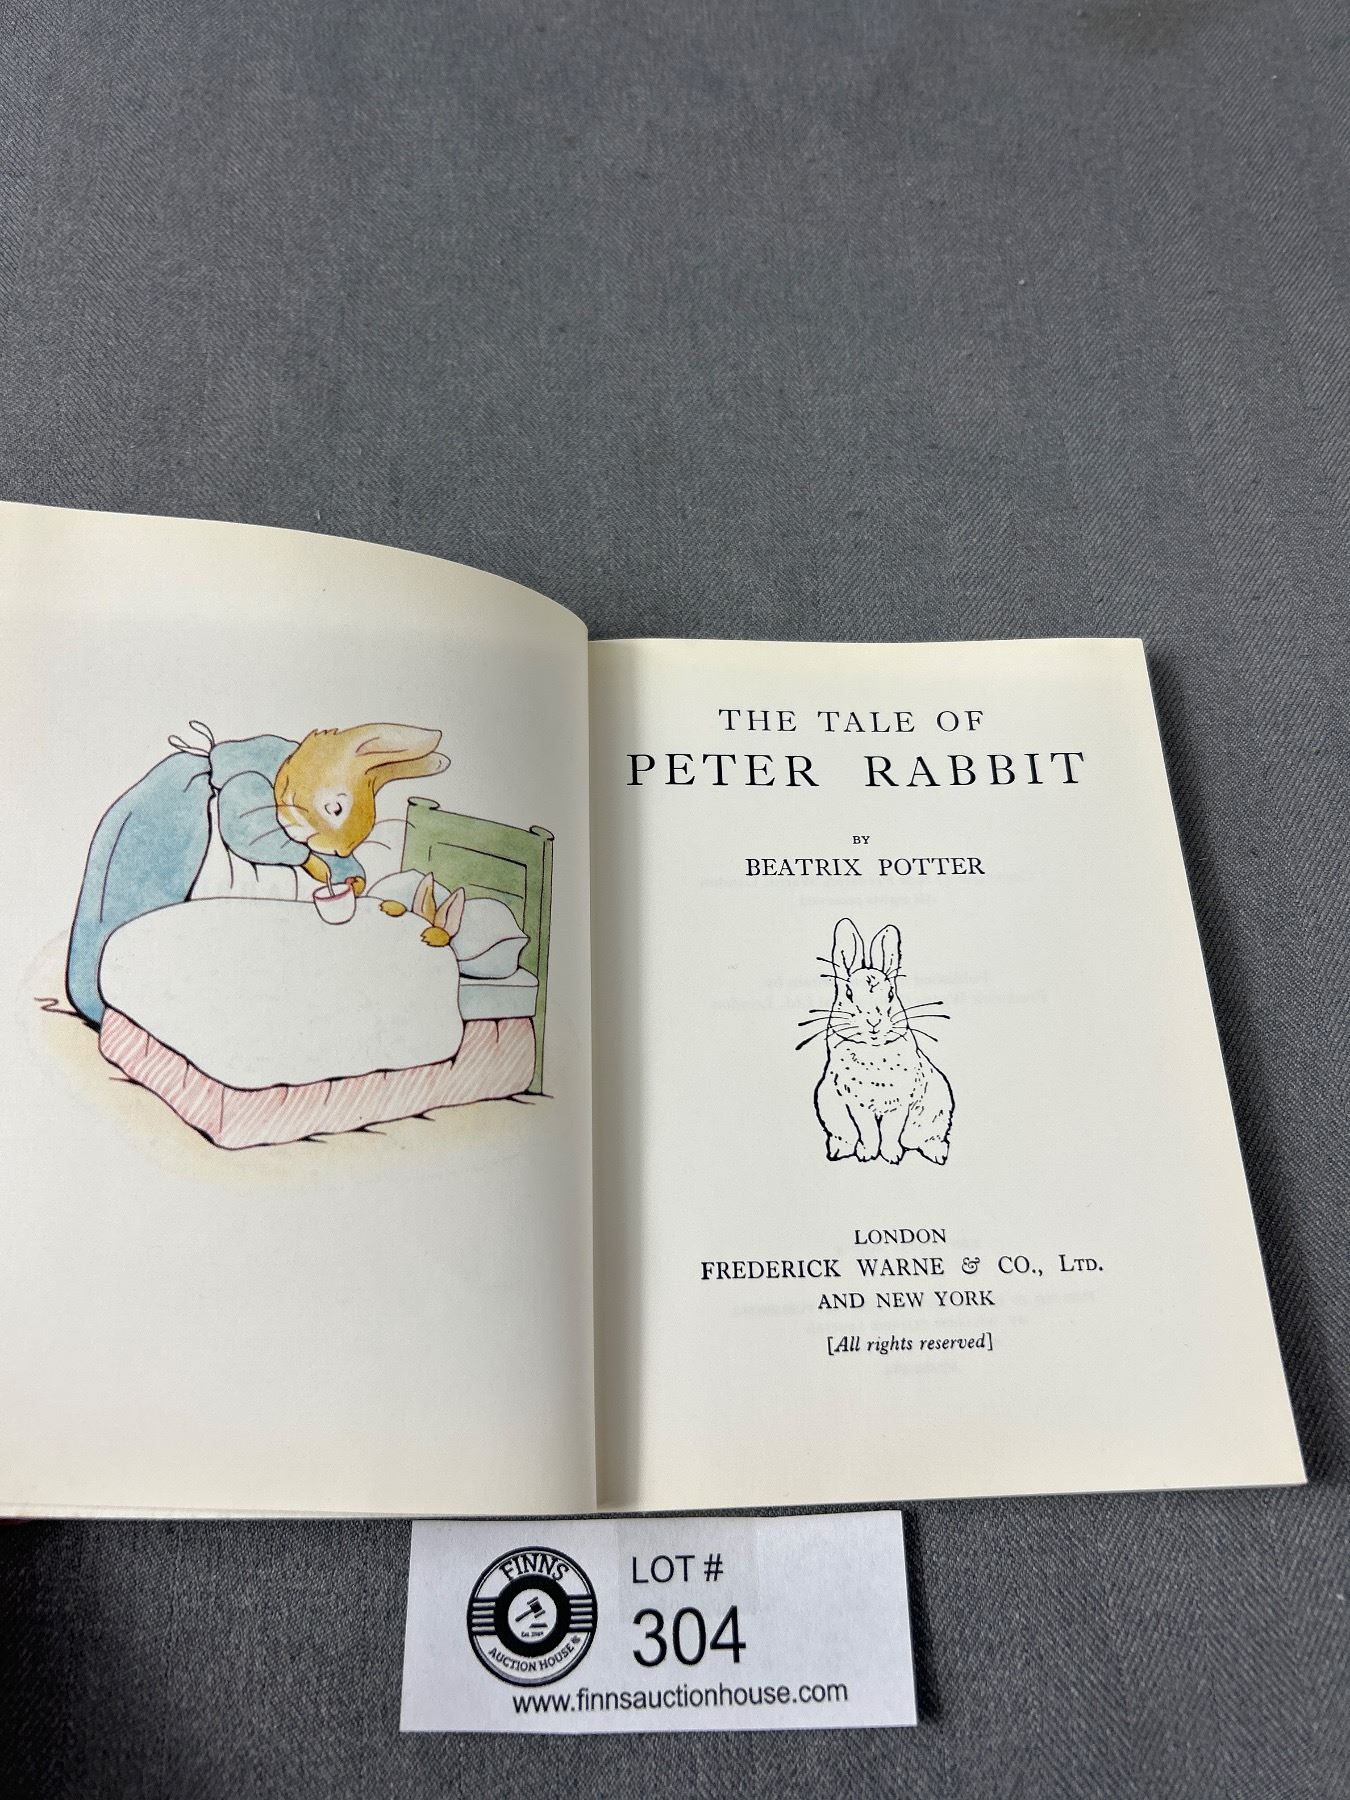 THE TALE OF
PETER RABBIT
BY
BEATRIX POTTER
LONDON
FREDERICK WARNE & CO., LTD.
AND NEW YORK
[All rights reserved]
FINNS
AUCTION HOUSE
LOT #
304
www.finnsauctionhouse.com